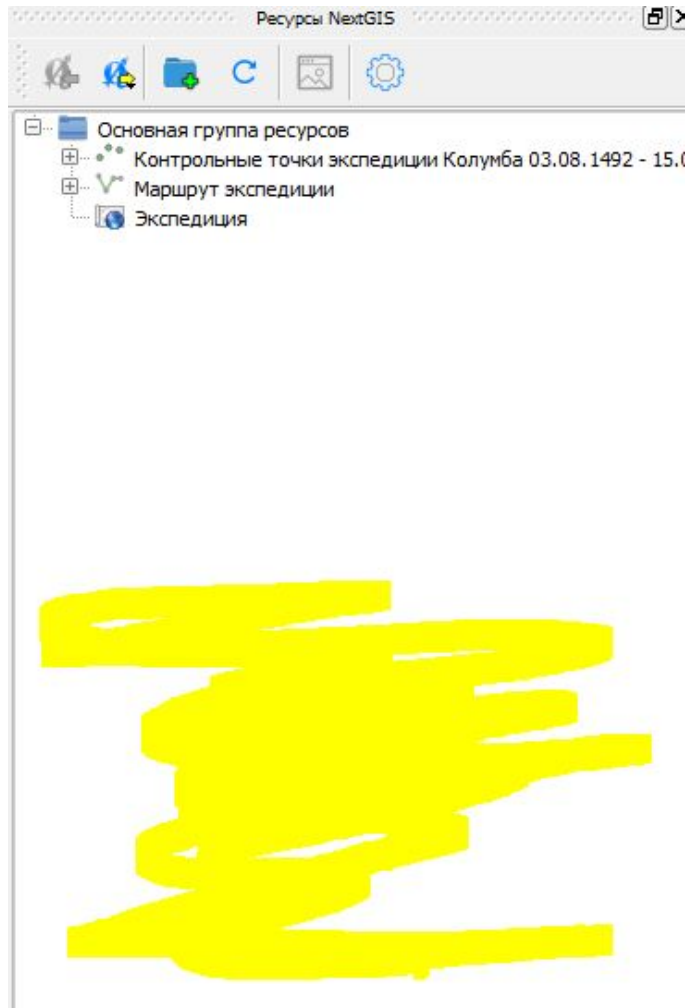 Ресурсы NextGIS
Основная группа ресурсов
Контрольные точки экспедиции Колумба 03.08.1492 - 15.0
Маршрут экспедиции
Экспедиция